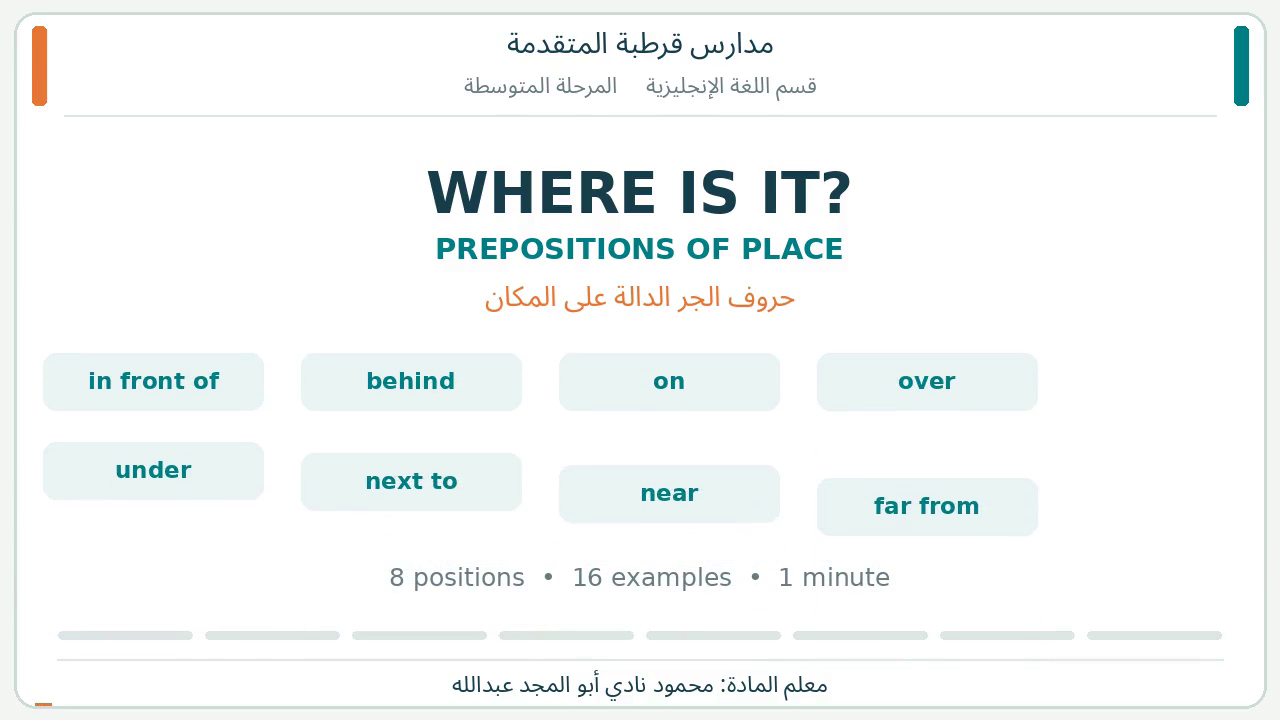 مدارس قرطبة المتقدمة
قسم اللغة الإنجليزية المرحلة المتوسطة
WHERE IS IT?
PREPOSITIONS OF PLACE
حروف الجر الدالة على المكان
in front of behind on over
under next to near far from
8 positions • 16 examples • 1 minute
معلم المادة: محمود نادي أبو المجد عبدالله